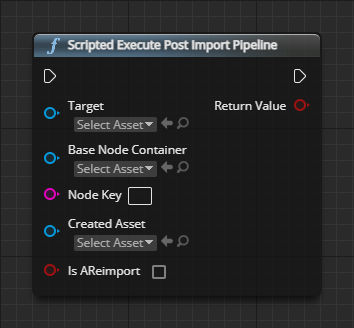 f Scripted Execute Post Import Pipeline
Target Return Value
Select Asset
Base Node Container
Select Asset
Node Key
Created Asset
Select Asset
Is AReimport